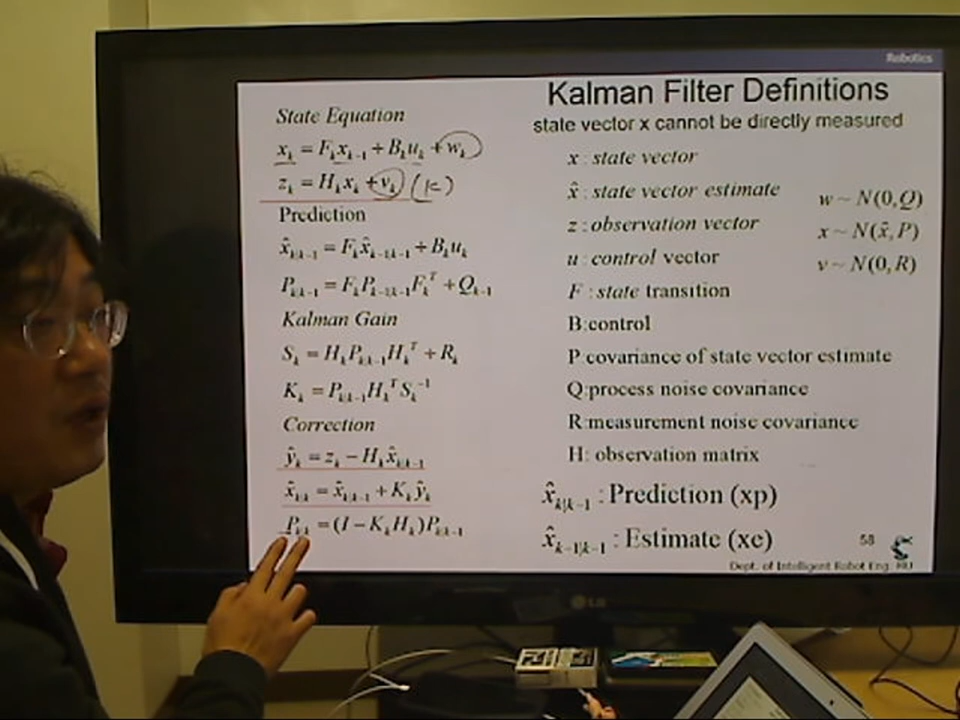 Robotics
Kalman Filter Definitions
state vector x cannot be directly measured
State Equation
x_k = F_k x_{k-1} + B_k u_k + w_k
z_k = H_k x_k + v_k (k)
Prediction
x̂_{k|k-1} = F_k x̂_{k-1|k-1} + B_k u_k
P_{k|k-1} = F_k P_{k-1|k-1} F_k^T + Q_{k-1}
Kalman Gain
S_k = H_k P_{k|k-1} H_k^T + R_k
K_k = P_{k|k-1} H_k^T S_k^{-1}
Correction
ŷ_k = z_k − H_k x̂_{k|k-1}
x̂_{k|k} = x̂_{k|k-1} + K_k ŷ_k
P_{k|k} = (I − K_k H_k) P_{k|k-1}
x : state vector
x̂ : state vector estimate
z : observation vector
u : control vector
F : state transition
B:control
P:covariance of state vector estimate
Q:process noise covariance
R:measurement noise covariance
H: observation matrix
w ~ N(0,Q)
x ~ N(x̂,P)
v ~ N(0,R)
x̂_{k|k-1} : Prediction (xp)
x̂_{k-1|k-1} : Estimate (xe)
58
Dept. of Intelligent Robot Eng. MU
LG